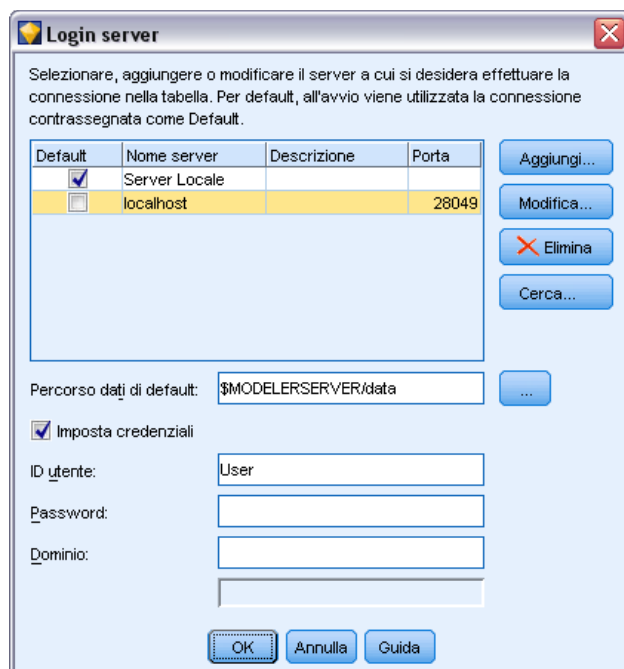 Login server
Selezionare, aggiungere o modificare il server a cui si desidera effettuare la
connessione nella tabella. Per default, all'avvio viene utilizzata la connessione
contrassegnata come Default.
Default Nome server Descrizione Porta
Server Locale
localhost 28049
Aggiungi...
Modifica...
Elimina
Cerca...
Percorso dati di default: $MODELERSERVER/data ...
Imposta credenziali
ID utente: User
Password:
Dominio:
OK Annulla Guida